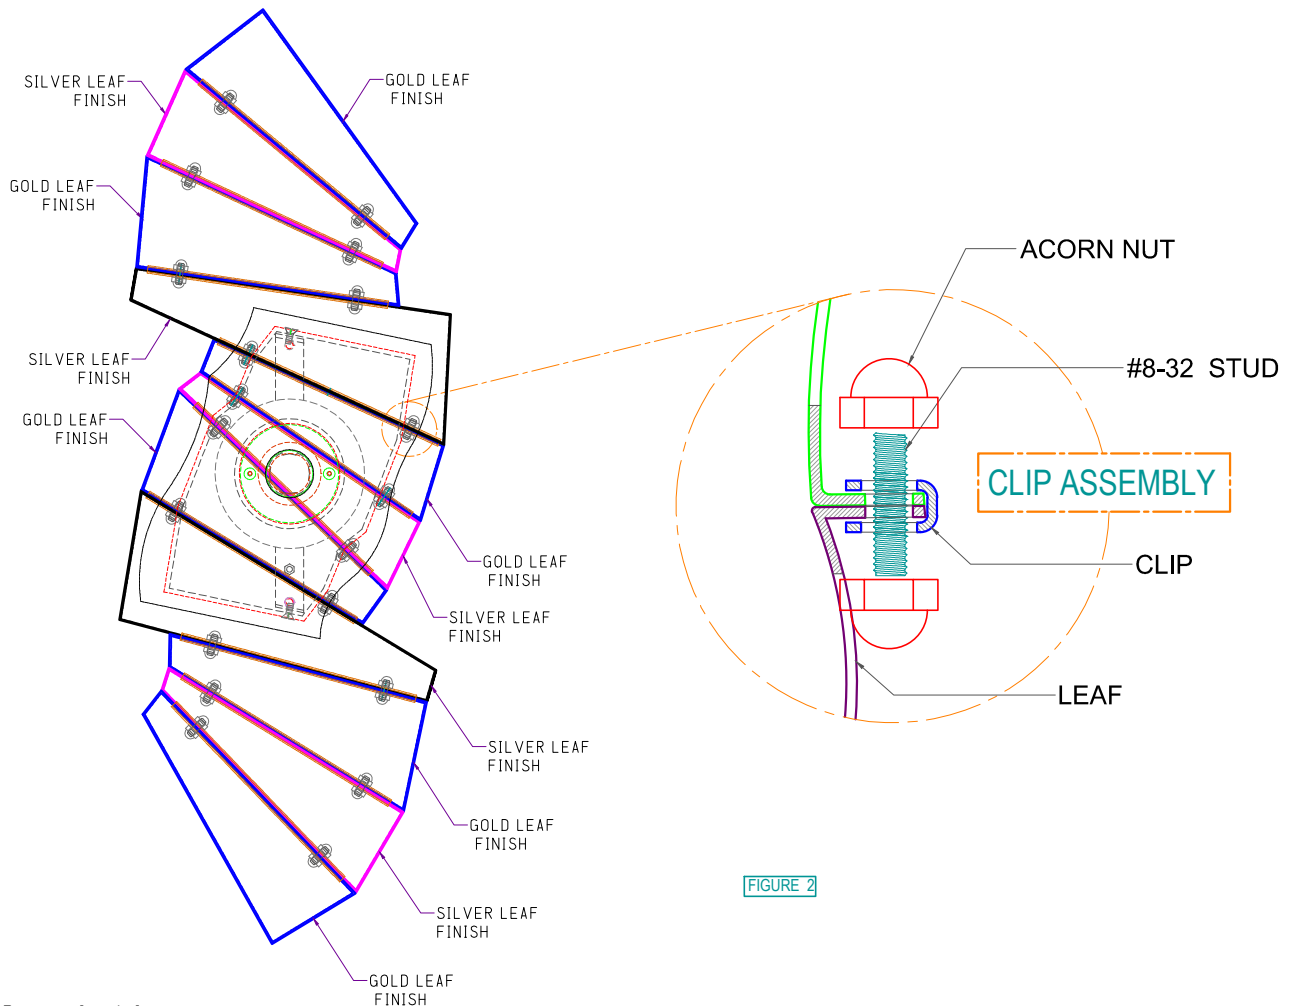 SILVER LEAF
FINISH
GOLD LEAF
FINISH
GOLD LEAF
FINISH
SILVER LEAF
FINISH
GOLD LEAF
FINISH
GOLD LEAF
FINISH
SILVER LEAF
FINISH
SILVER LEAF
FINISH
GOLD LEAF
FINISH
SILVER LEAF
FINISH
GOLD LEAF
FINISH
ACORN NUT
#8-32 STUD
CLIP ASSEMBLY
CLIP
LEAF
FIGURE 2